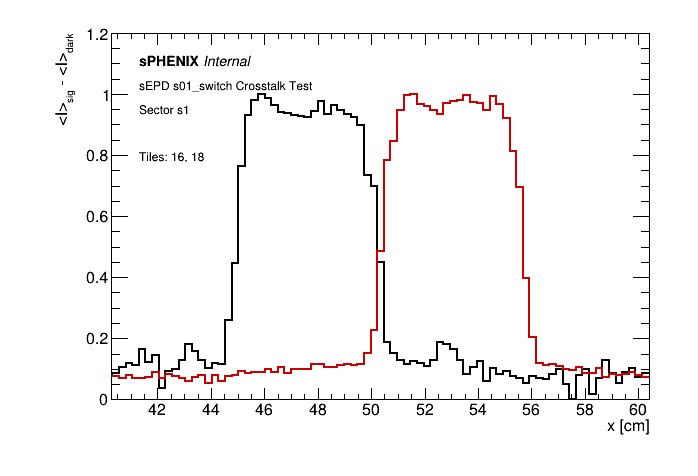 <I>sig - <I>dark
1.2
1
0.8
0.6
0.4
0.2
0
sPHENIX Internal
sEPD s01_switch Crosstalk Test
Sector s1
Tiles: 16, 18
42 44 46 48 50 52 54 56 58 60
x [cm]